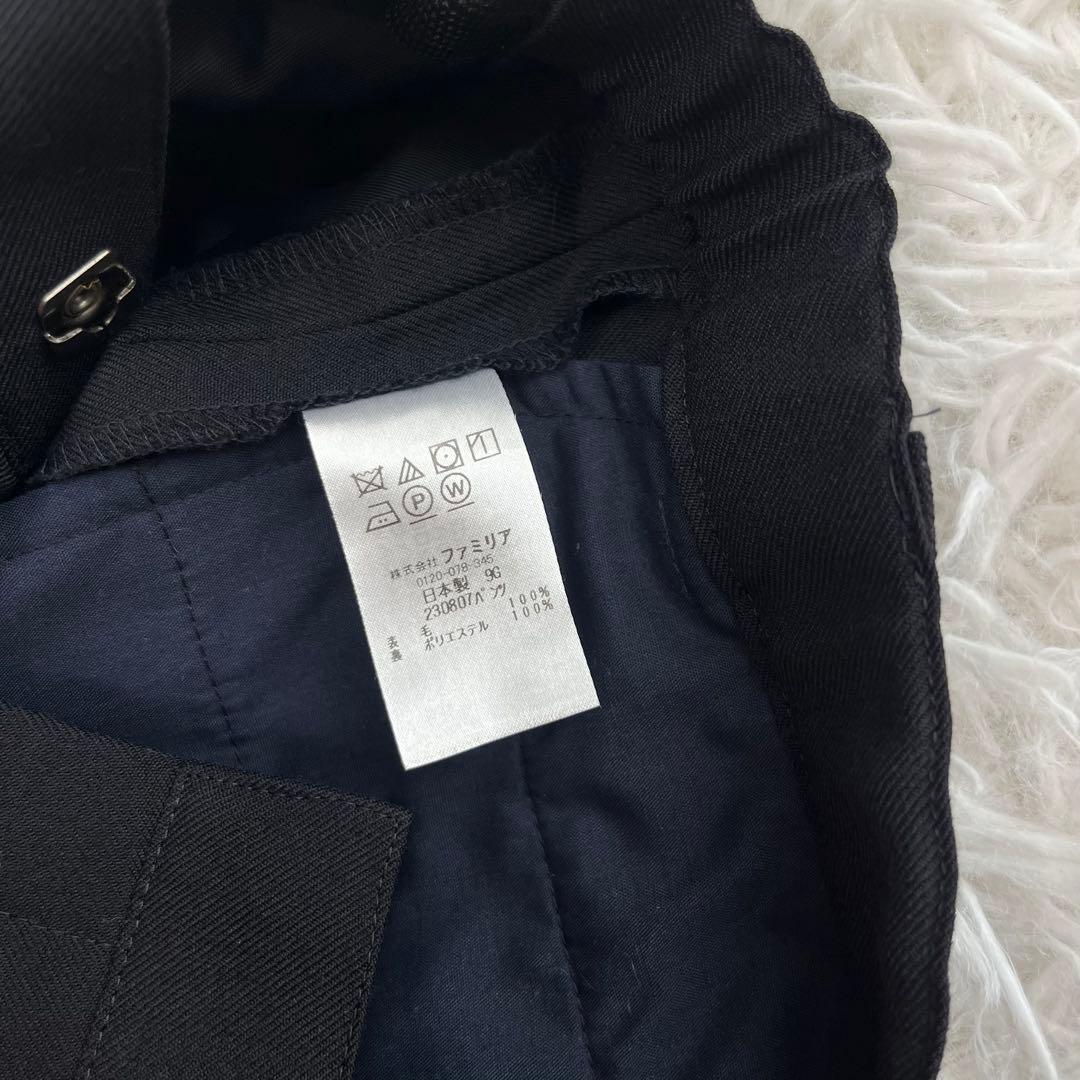 P W
株式会社 ファミリア
0120-078-345
日本製 9G
230807パンツ
表 毛 100%
裏 ポリエステル 100%